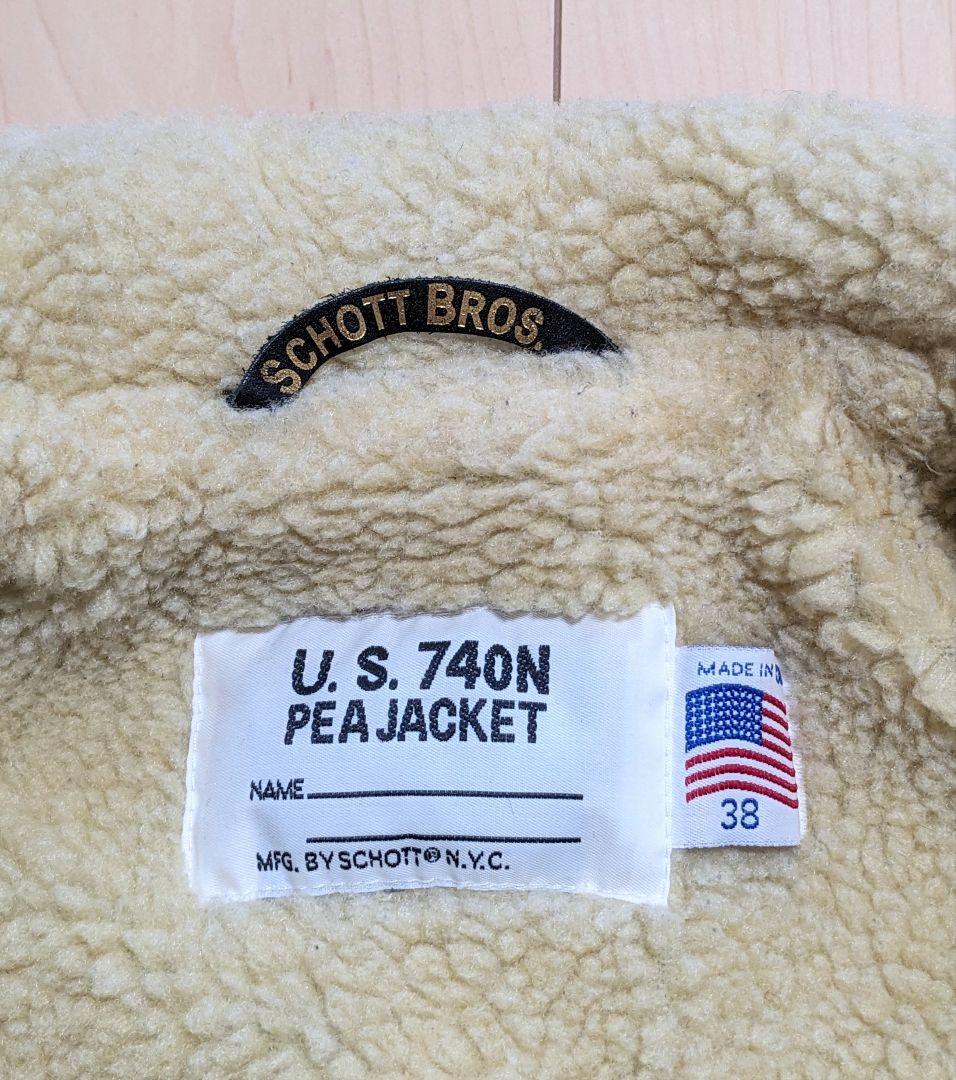 SCHOTT BROS.
U. S. 740N
PEA JACKET
NAME
MFG. BY SCHOTT® N.Y.C.
MADE IN
38